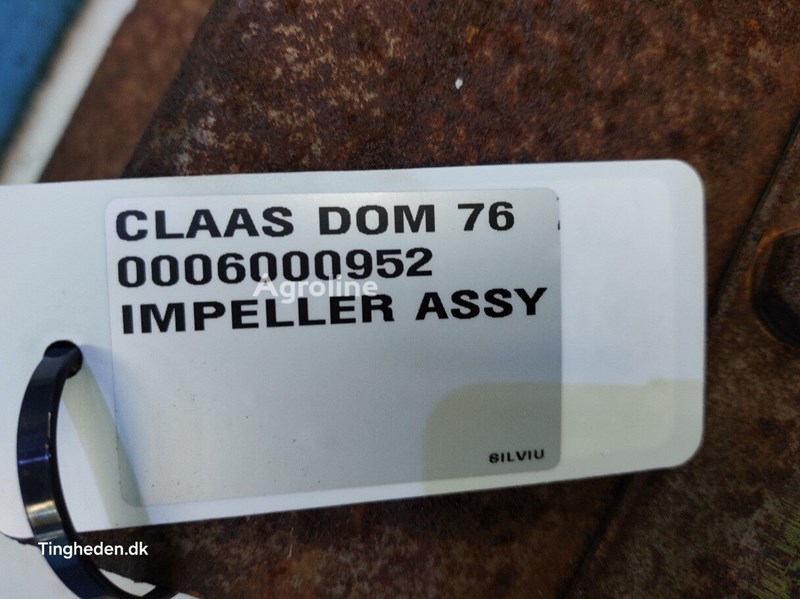 CLAAS DOM 76
0006000952
Agroline
IMPELLER ASSY
SILVIU
Tingheden.dk